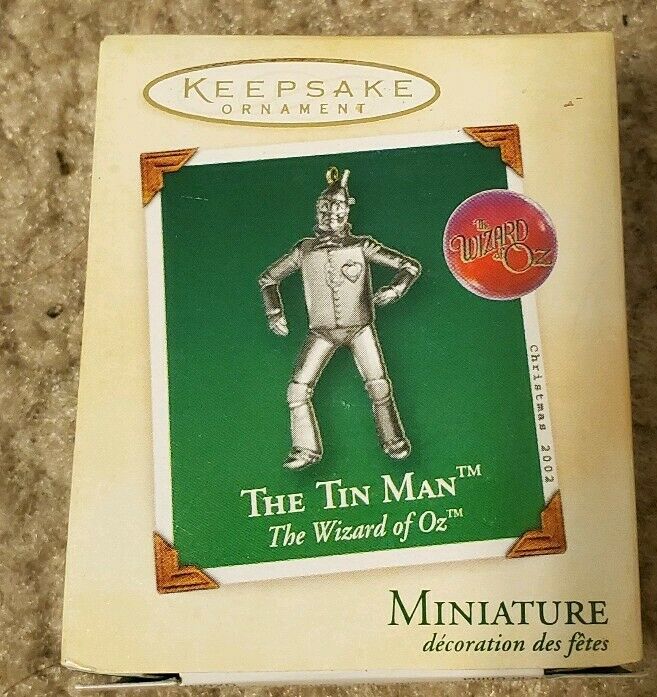 KEEPSAKE
ORNAMENT
The
WIZARD
of
OZ
Christmas 2002
THE TIN MAN™
The Wizard of Oz™
MINIATURE
décoration des fêtes